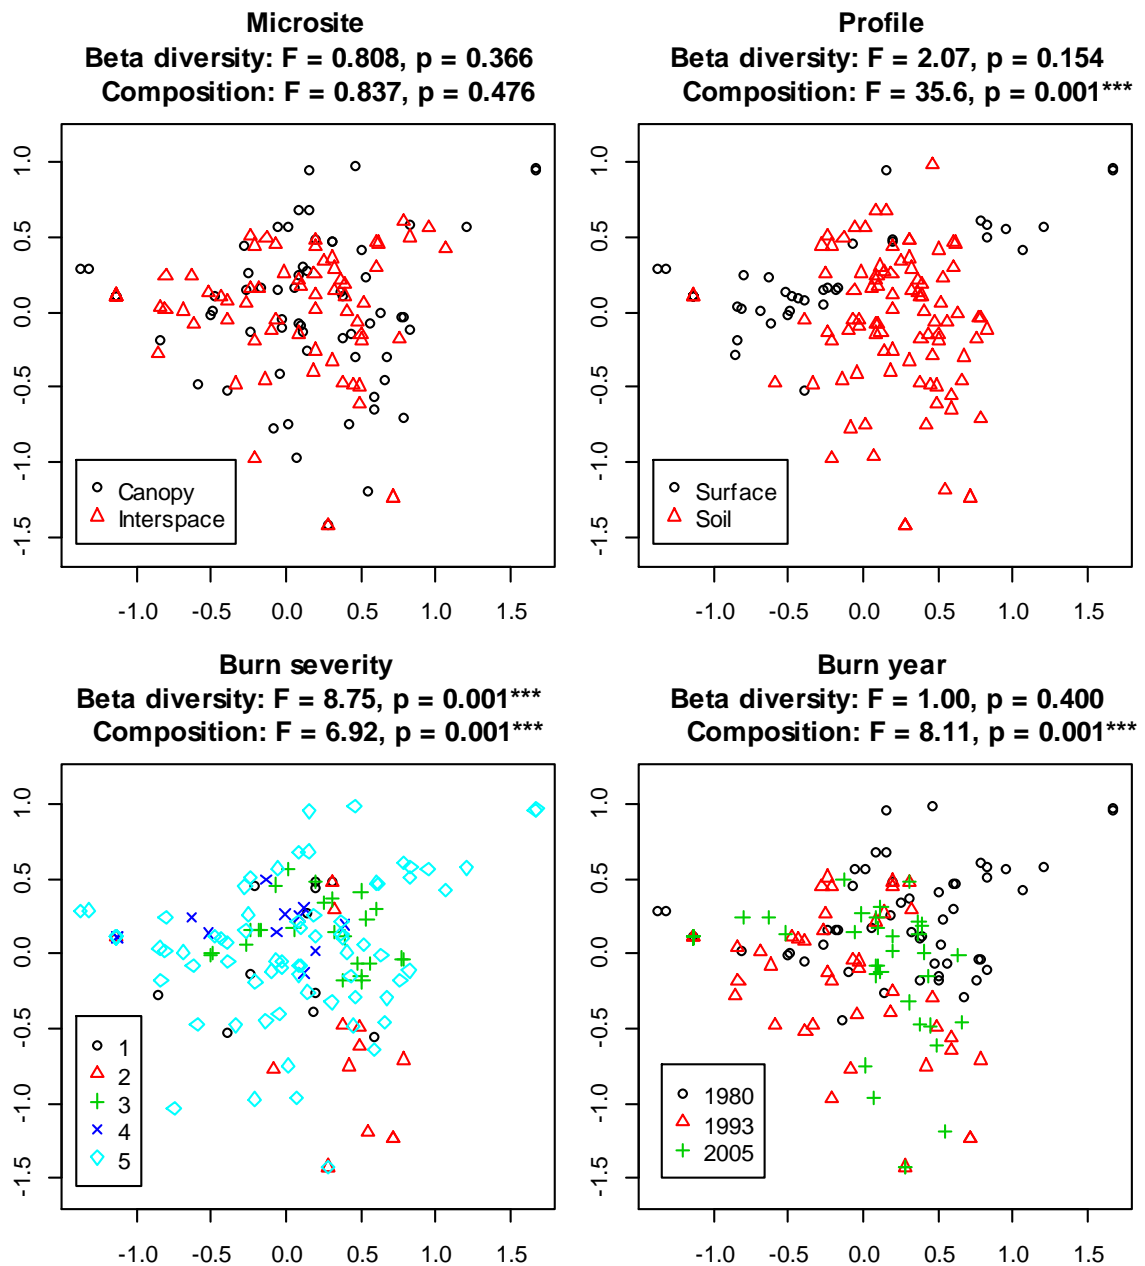 Microsite
Beta diversity: F = 0.808, p = 0.366
Composition: F = 0.837, p = 0.476
1.0
0.5
0.0
-0.5
-1.0
-1.5
Canopy
Interspace
-1.0 -0.5 0.0 0.5 1.0 1.5
Profile
Beta diversity: F = 2.07, p = 0.154
Composition: F = 35.6, p = 0.001***
1.0
0.5
0.0
-0.5
-1.0
-1.5
Surface
Soil
-1.0 -0.5 0.0 0.5 1.0 1.5
Burn severity
Beta diversity: F = 8.75, p = 0.001***
Composition: F = 6.92, p = 0.001***
1.0
0.5
0.0
-0.5
-1.0
-1.5
1
2
3
4
5
-1.0 -0.5 0.0 0.5 1.0 1.5
Burn year
Beta diversity: F = 1.00, p = 0.400
Composition: F = 8.11, p = 0.001***
1.0
0.5
0.0
-0.5
-1.0
-1.5
1980
1993
2005
-1.0 -0.5 0.0 0.5 1.0 1.5